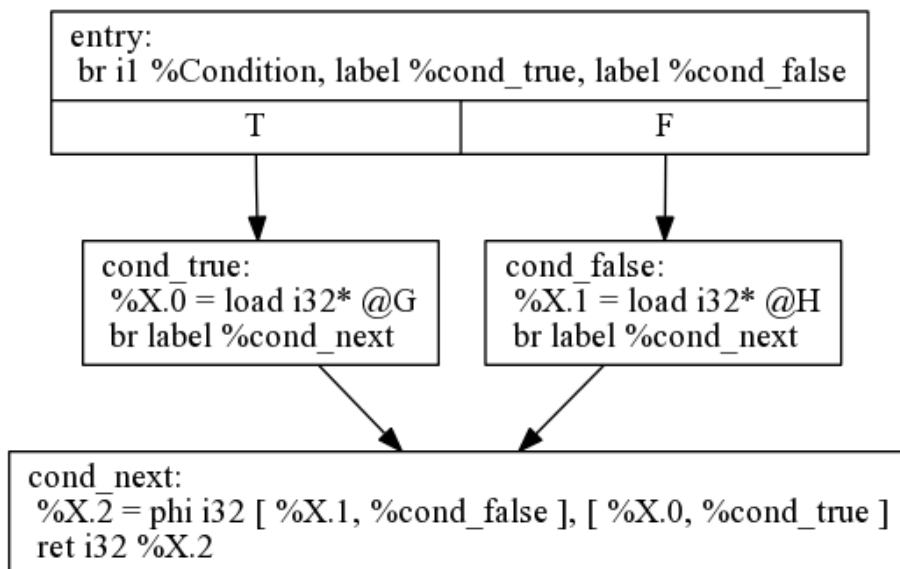 entry:
br i1 %Condition, label %cond_true, label %cond_false
T
F
cond_true:
%X.0 = load i32* @G
br label %cond_next
cond_false:
%X.1 = load i32* @H
br label %cond_next
cond_next:
%X.2 = phi i32 [ %X.1, %cond_false ], [ %X.0, %cond_true ]
ret i32 %X.2